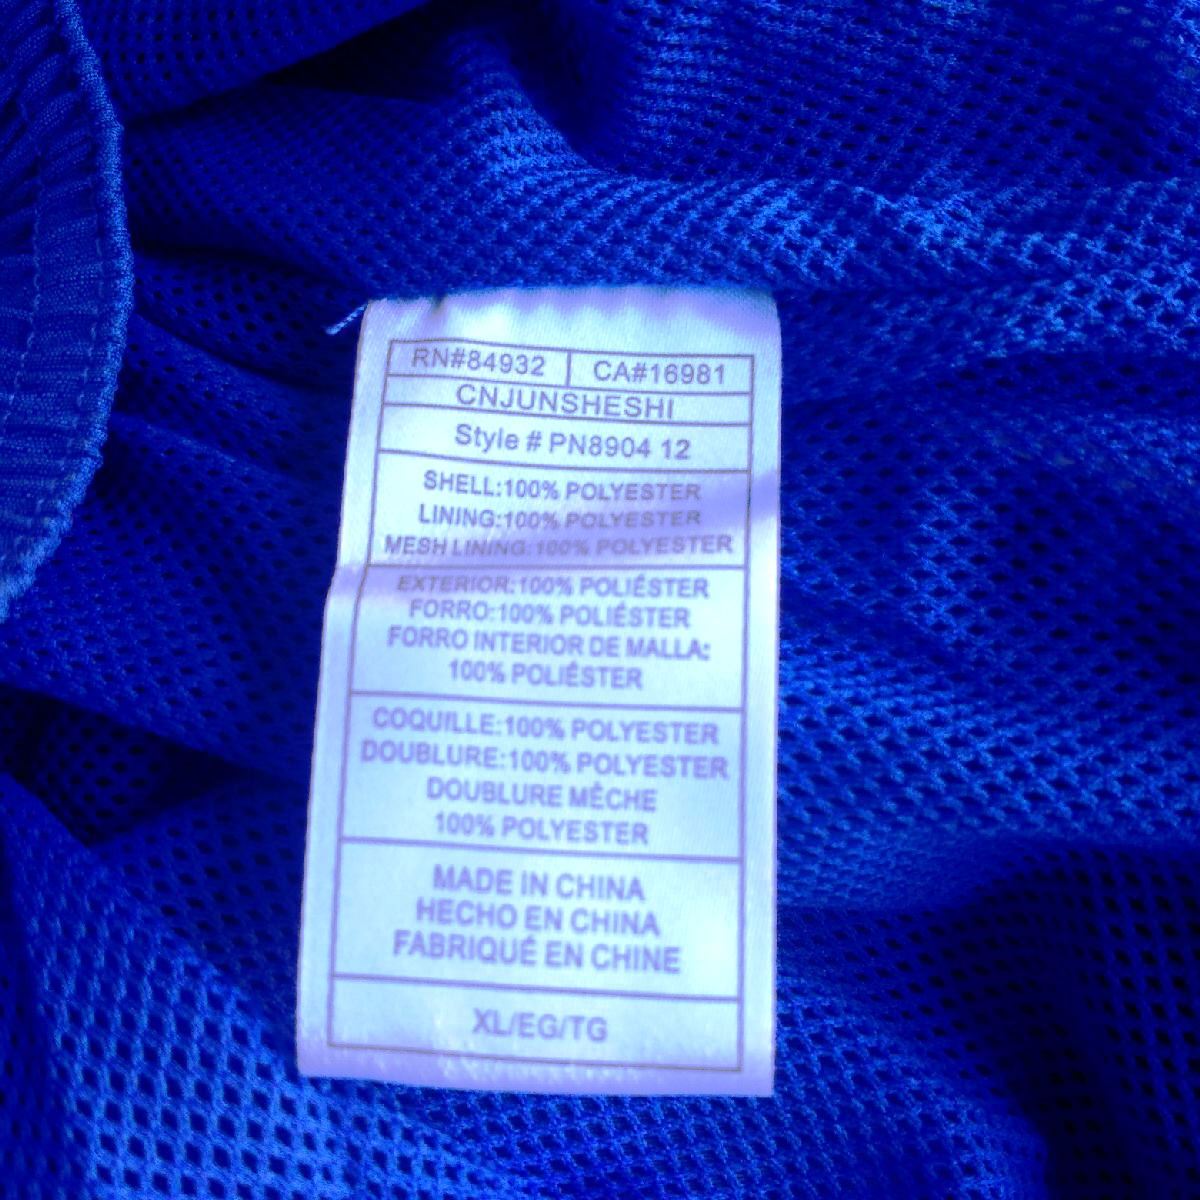 RN#84932 CA#16981
CNJUNSHESHI
Style # PN8904 12
SHELL:100% POLYESTER
LINING:100% POLYESTER
MESH LINING:100% POLYESTER
EXTERIOR:100% POLIÉSTER
FORRO:100% POLIÉSTER
FORRO INTERIOR DE MALLA:
100% POLIÉSTER
COQUILLE:100% POLYESTER
DOUBLURE:100% POLYESTER
DOUBLURE MÈCHE
100% POLYESTER
MADE IN CHINA
HECHO EN CHINA
FABRIQUÉ EN CHINE
XL/EG/TG